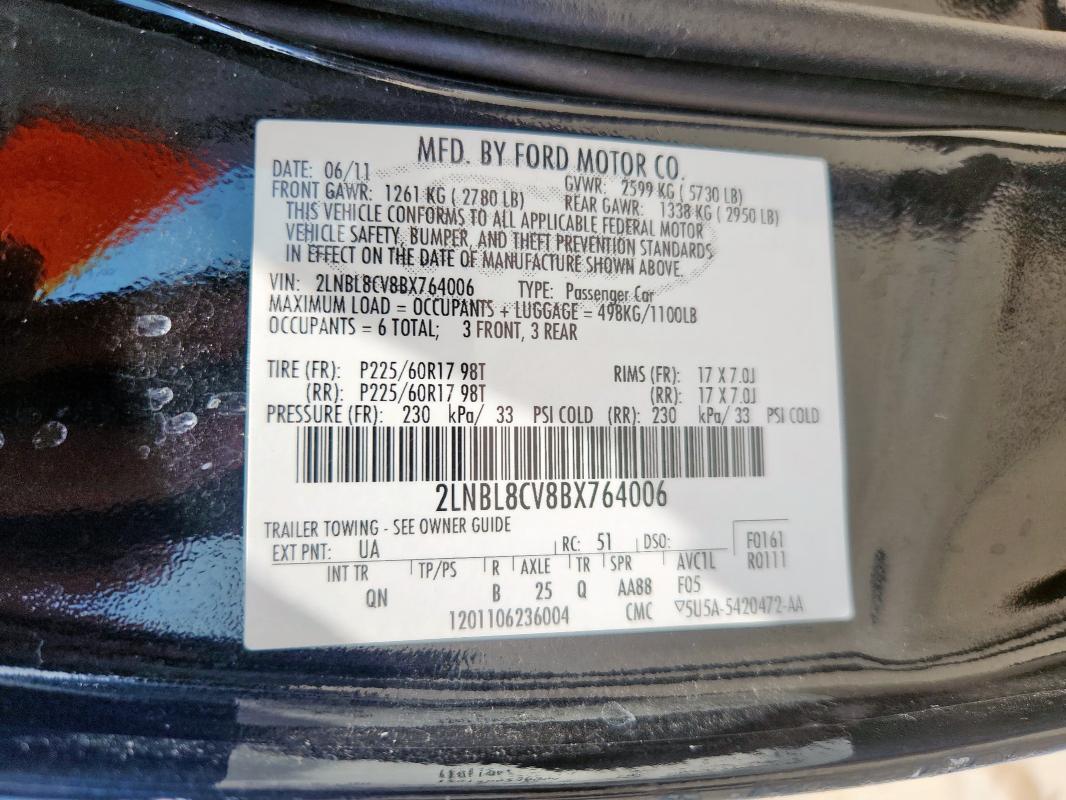 MFD. BY FORD MOTOR CO.
DATE: 06/11 GVWR: 2599 KG ( 5730 LB)
FRONT GAWR: 1261 KG ( 2780 LB) REAR GAWR: 1338 KG ( 2950 LB)
THIS VEHICLE CONFORMS TO ALL APPLICABLE FEDERAL MOTOR
VEHICLE SAFETY, BUMPER, AND THEFT PREVENTION STANDARDS
IN EFFECT ON THE DATE OF MANUFACTURE SHOWN ABOVE.
VIN: 2LNBL8CV8BX764006 TYPE: Passenger Car
MAXIMUM LOAD = OCCUPANTS + LUGGAGE = 498KG/1100LB
OCCUPANTS = 6 TOTAL; 3 FRONT, 3 REAR
TIRE (FR): P225/60R17 98T RIMS (FR): 17 X 7.0J
(RR): P225/60R17 98T (RR): 17 X 7.0J
PRESSURE (FR): 230 kPa/ 33 PSI COLD (RR): 230 kPa/ 33 PSI COLD
2LNBL8CV8BX764006
TRAILER TOWING - SEE OWNER GUIDE
EXT PNT: UA RC: 51 DSO: F0161
R0111
INT TR TP/PS R AXLE TR SPR AVC1L
QN B 25 Q AA88 F05
1201106236004 CMC ▽5U5A-5420472-AA